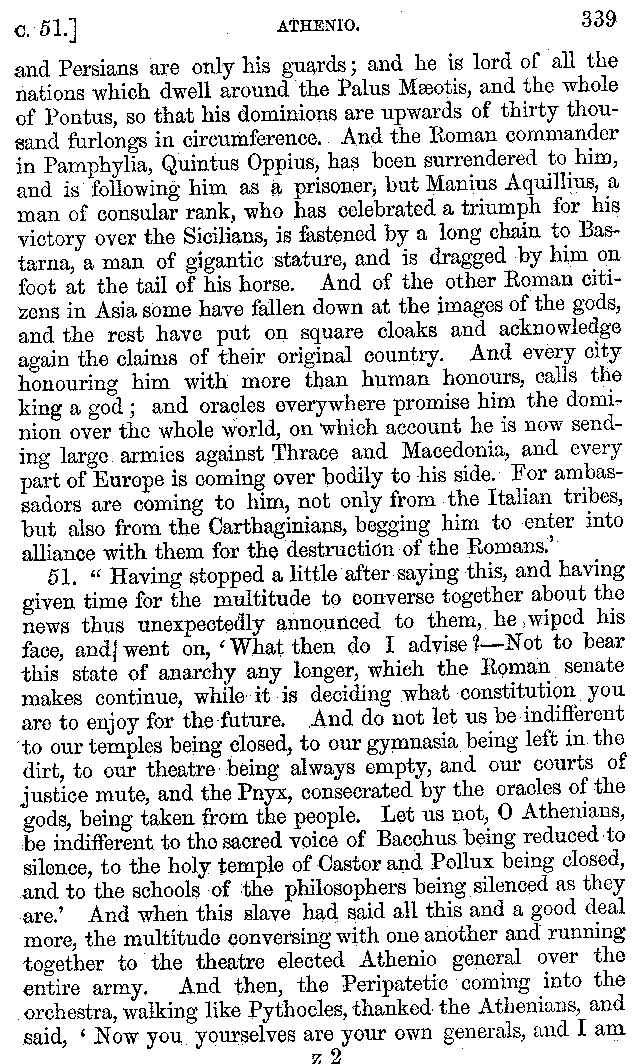 c. 51.] ATHENIO. 339
and Persians are only his guards; and he is lord of all the
nations which dwell around the Palus Mæotis, and the whole
of Pontus, so that his dominions are upwards of thirty thou-
sand furlongs in circumference. And the Roman commander
in Pamphylia, Quintus Oppius, has been surrendered to him,
and is following him as a prisoner, but Manius Aquillius, a
man of consular rank, who has celebrated a triumph for his
victory over the Sicilians, is fastened by a long chain to Bas-
tarna, a man of gigantic stature, and is dragged by him on
foot at the tail of his horse. And of the other Roman citi-
zens in Asia some have fallen down at the images of the gods,
and the rest have put on square cloaks and acknowledge
again the claims of their original country. And every city
honouring him with more than human honours, calls the
king a god; and oracles everywhere promise him the domi-
nion over the whole world, on which account he is now send-
ing large armies against Thrace and Macedonia, and every
part of Europe is coming over bodily to his side. For ambas-
sadors are coming to him, not only from the Italian tribes,
but also from the Carthaginians, begging him to enter into
alliance with them for the destruction of the Romans.'
51. “ Having stopped a little after saying this, and having
given time for the multitude to converse together about the
news thus unexpectedly announced to them, he wiped his
face, and went on, ‘What then do I advise?—Not to bear
this state of anarchy any longer, which the Roman senate
makes continue, while it is deciding what constitution you
are to enjoy for the future. And do not let us be indifferent
to our temples being closed, to our gymnasia being left in the
dirt, to our theatre being always empty, and our courts of
justice mute, and the Pnyx, consecrated by the oracles of the
gods, being taken from the people. Let us not, O Athenians,
be indifferent to the sacred voice of Bacchus being reduced to
silence, to the holy temple of Castor and Pollux being closed,
and to the schools of the philosophers being silenced as they
are.’ And when this slave had said all this and a good deal
more, the multitude conversing with one another and running
together to the theatre elected Athenio general over the
entire army. And then, the Peripatetic coming into the
orchestra, walking like Pythocles, thanked the Athenians, and
said, ‘ Now you yourselves are your own generals, and I am
z 2